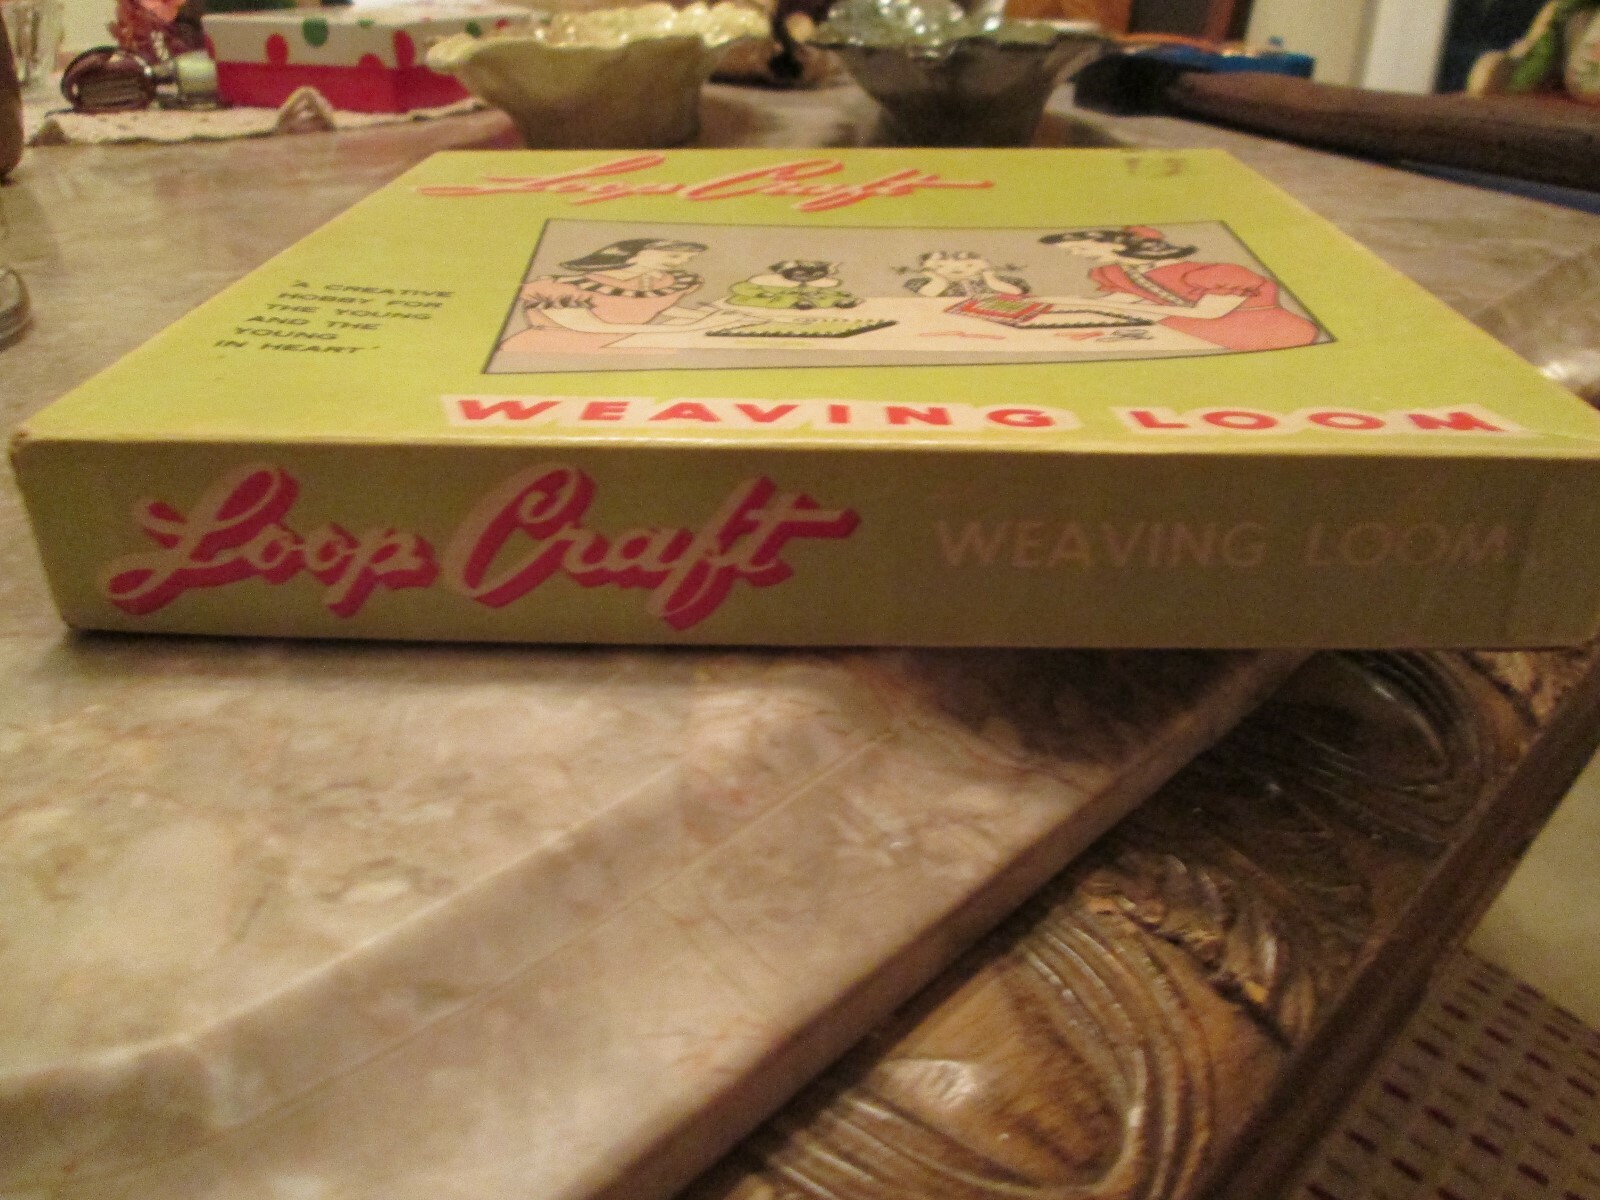 Loop Craft
"A CREATIVE
HOBBY FOR
THE YOUNG
AND THE
YOUNG
IN HEART"
WEAVING LOOM
Loop Craft WEAVING LOOM